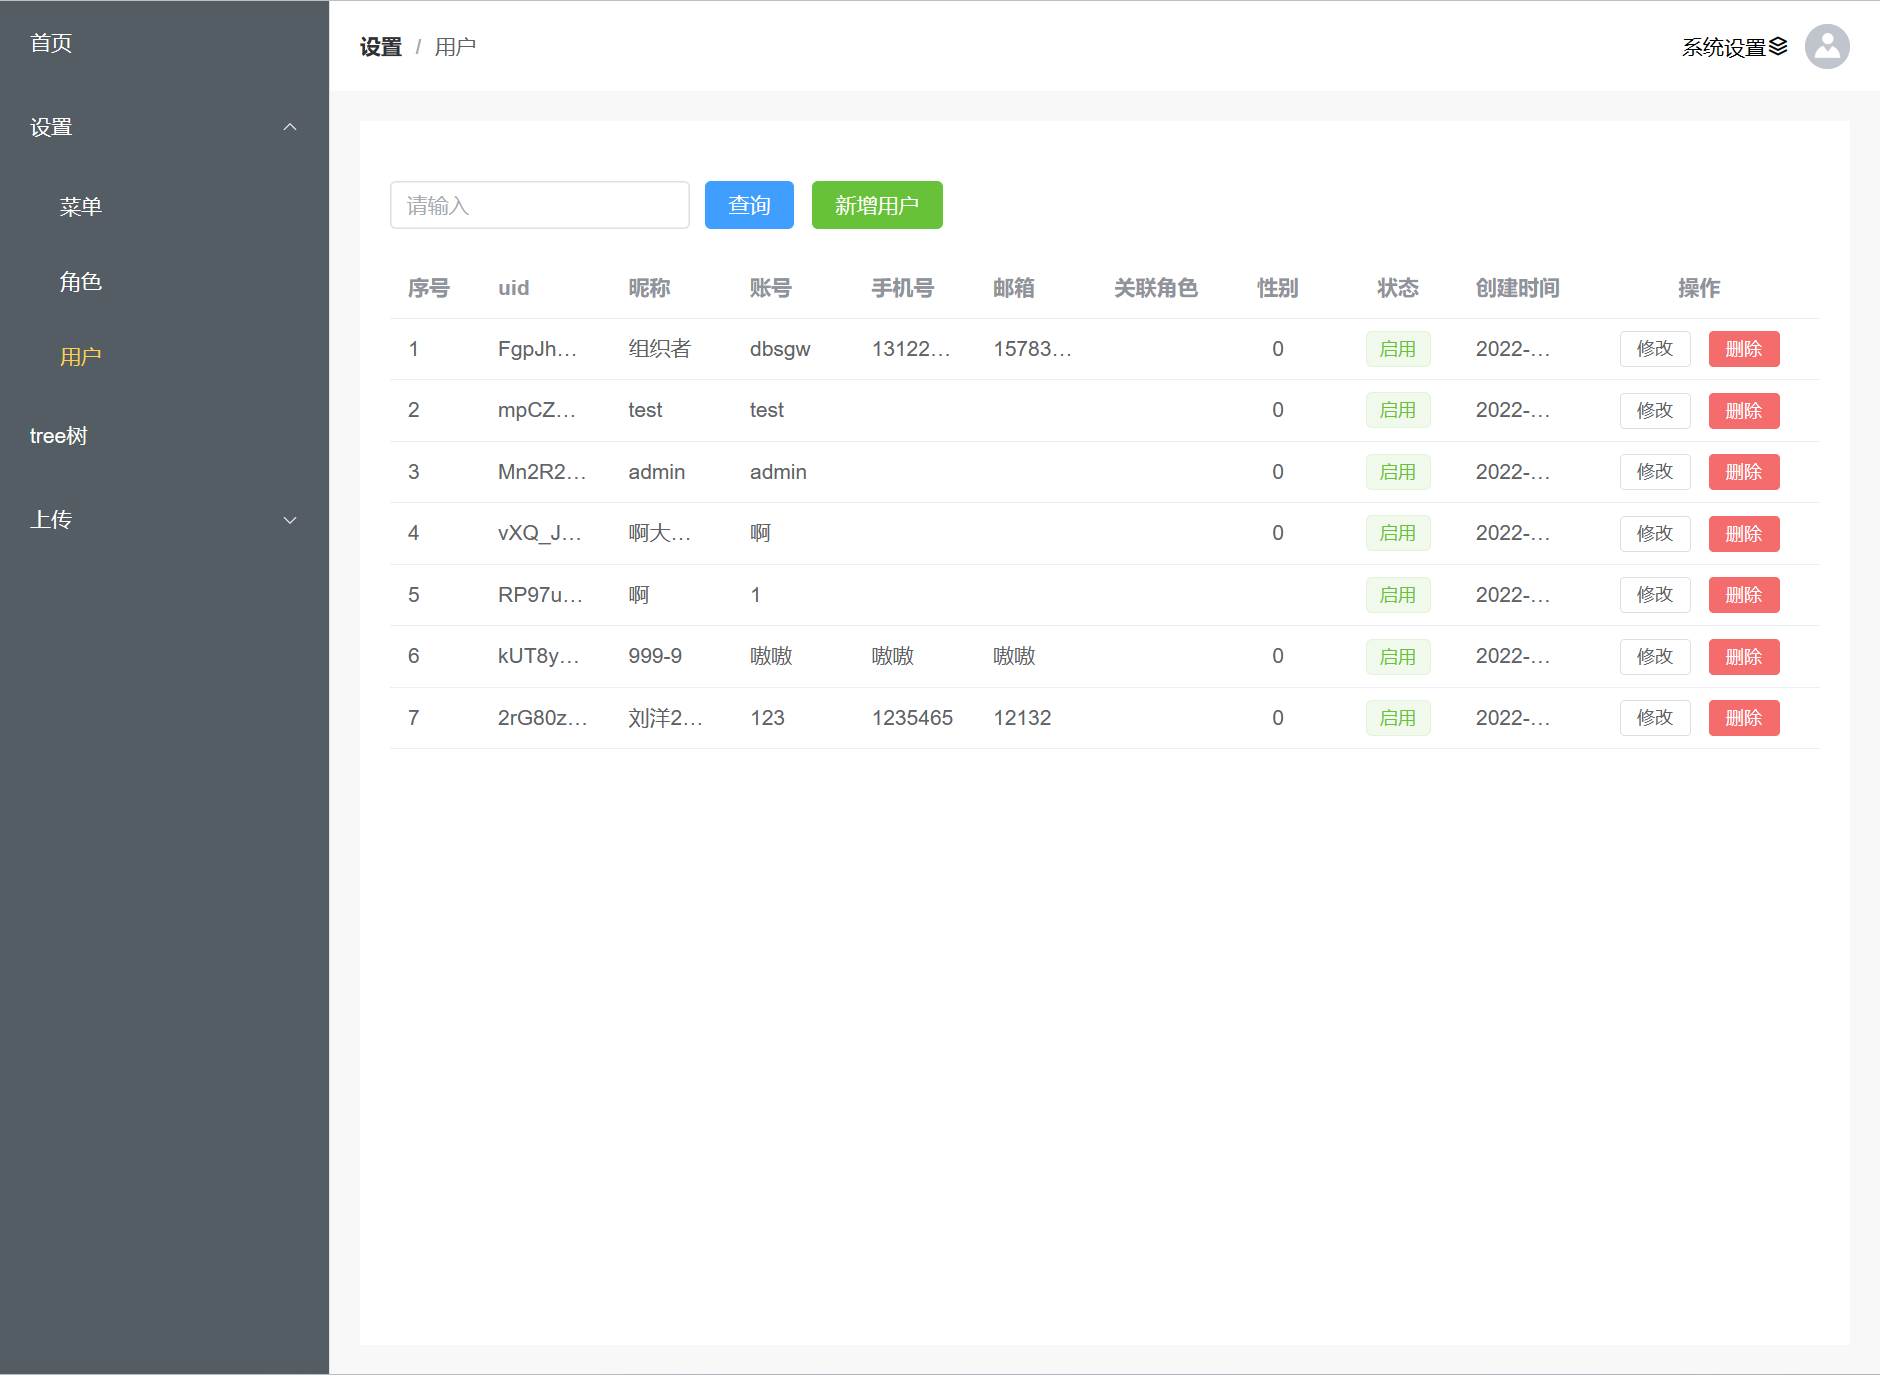 首页
设置
菜单
角色
用户
tree树
上传
设置 / 用户
系统设置
请输入 查询 新增用户
序号 uid 昵称 账号 手机号 邮箱 关联角色 性别 状态 创建时间 操作
1 FgpJh... 组织者 dbsgw 13122... 15783... 0 启用 2022-... 修改 删除
2 mpCZ... test test 0 启用 2022-... 修改 删除
3 Mn2R2... admin admin 0 启用 2022-... 修改 删除
4 vXQ_J... 啊大... 啊 0 启用 2022-... 修改 删除
5 RP97u... 啊 1 启用 2022-... 修改 删除
6 kUT8y... 999-9 嗷嗷 嗷嗷 嗷嗷 0 启用 2022-... 修改 删除
7 2rG80z... 刘洋2... 123 1235465 12132 0 启用 2022-... 修改 删除